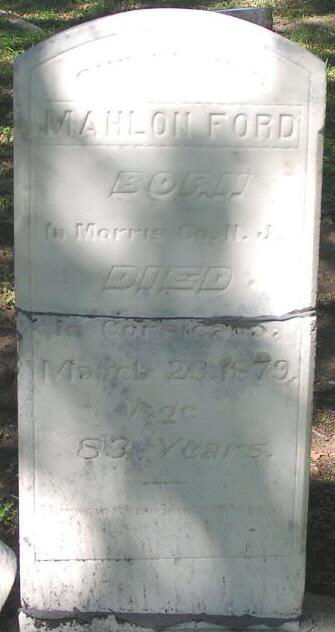 MAHLON FORD
BORN
In Morris Co. N. J.
DIED
in Corsicana.
March 20. 1879,
Age
83 Years.